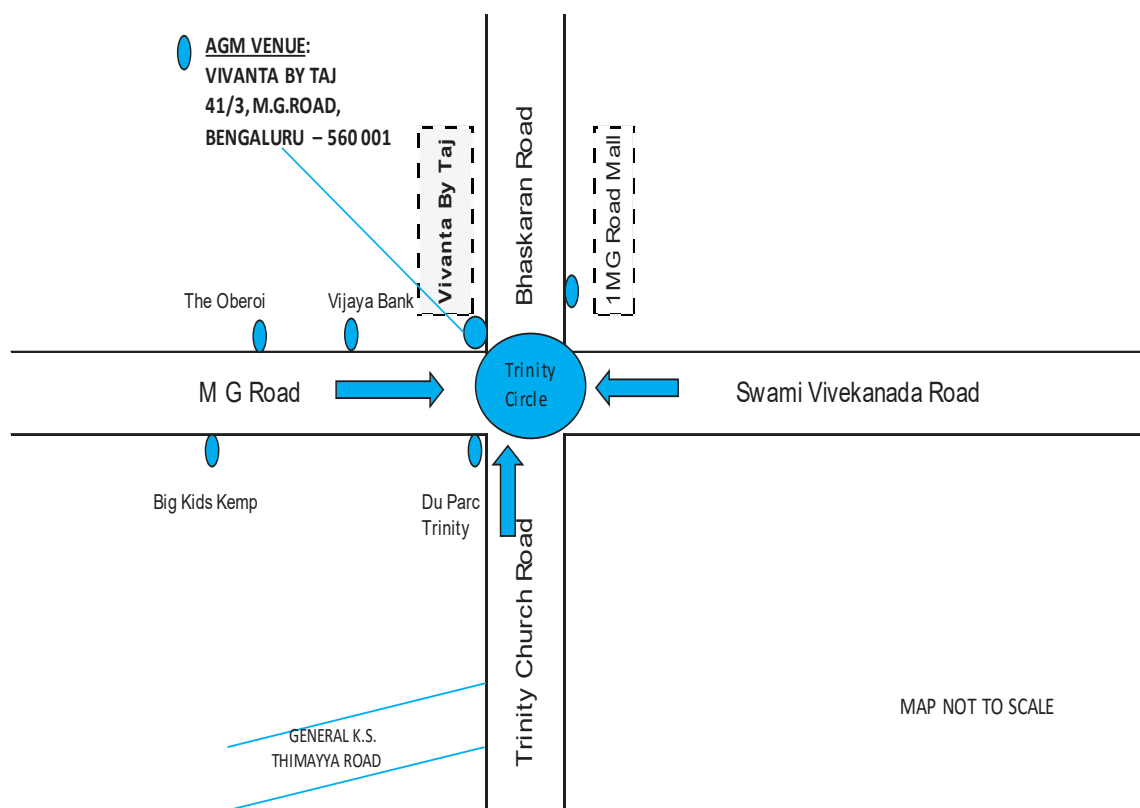 AGM VENUE:
VIVANTA BY TAJ
41/3, M.G.ROAD,
BENGALURU – 560 001
Vivanta By Taj
Bhaskaran Road
1MG Road Mall
The Oberoi
Vijaya Bank
Trinity
Circle
M G Road
Swami Vivekanada Road
Big Kids Kemp
Du Parc
Trinity
Trinity Church Road
GENERAL K.S.
THIMAYYA ROAD
MAP NOT TO SCALE